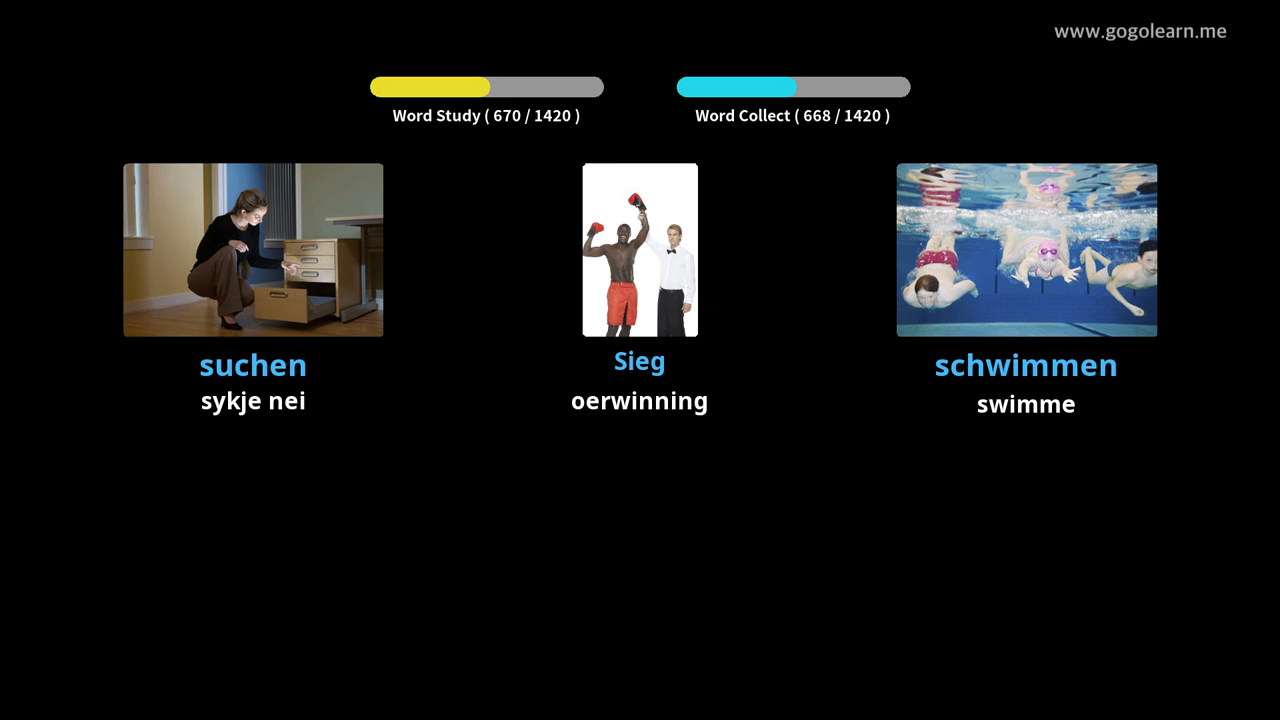 www.gogolearn.me
Word Study ( 670 / 1420 )
Word Collect ( 668 / 1420 )
suchen
sykje nei
Sieg
oerwinning
schwimmen
swimme